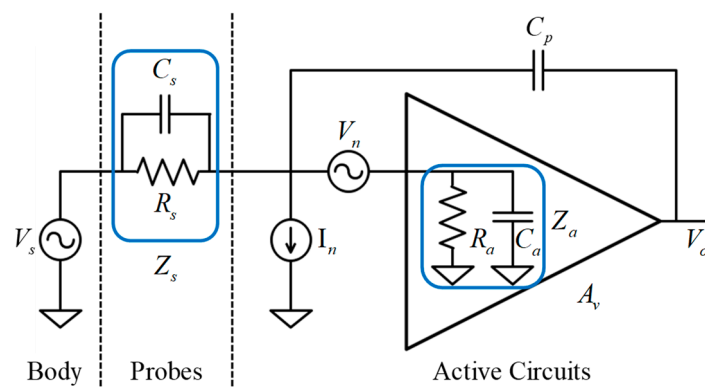 C_p
C_s
V_n
R_s
V_s
I_n
R_a
C_a
Z_a
V_o
Z_s
A_v
Body
Probes
Active Circuits